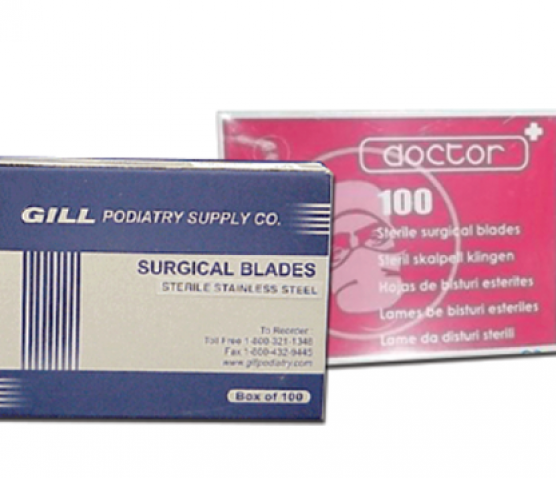 GILL PODIATRY SUPPLY CO.
SURGICAL BLADES
STERILE STAINLESS STEEL
To Reorder:
Toll Free 1-800-321-1348
Fax 1-800-432-9445
www.gillpodiatry.com
Box of 100
doctor
100
Sterile surgical blades
Steril skalpell klingen
Hojas de bisturi esterites
Lames be bisturi esteriles
Lame da disturi sterili